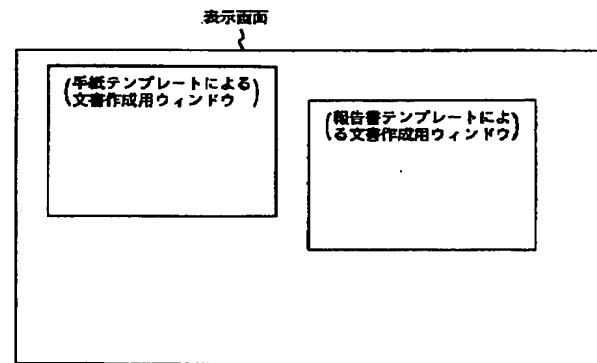 表示画面
(手紙テンプレートによる
文書作成用ウィンドウ)
(報告書テンプレートによ
る文書作成用ウィンドウ)